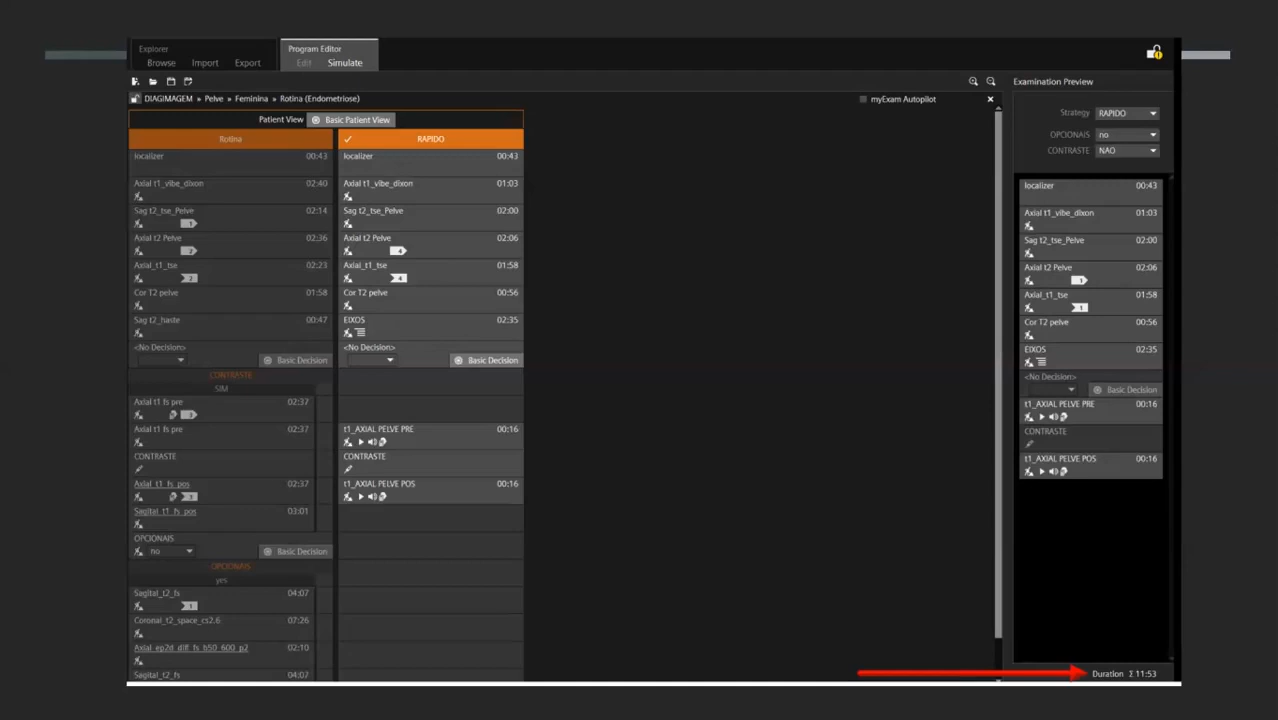 Explorer
Browse Import Export
Program Editor
Edit Simulate
DIAGIMAGEM » Pelve » Feminina » Rotina (Endometriose)
myExam Autopilot
Patient View Basic Patient View
Rotina
localizer 00:43
Axial t1_vibe_dixon 02:40
Sag t2_tse_Pelve 02:14
Axial t2 Pelve 02:36
Axial_t1_tse 02:23
2
Cor T2 pelve 01:58
Sag t2_haste 00:47
<No Decision>
Basic Decision
CONTRASTE
SIM
Axial t1 fs pre 02:37
Axial t1 fs pre 02:37
CONTRASTE
Axial_t1_fs_pos 02:37
3
Sagital_t1_fs_pos 03:01
OPCIONAIS
no Basic Decision
OPCIONAIS
yes
Sagital_t2_fs 04:07
1
Coronal_t2_space_cs2.6 07:26
Axial_ep2d_diff_fs_b50_600_p2 02:10
Sagital_t2_fs 04:07
RAPIDO
localizer 00:43
Axial t1_vibe_dixon 01:03
Sag t2_tse_Pelve 02:00
Axial t2 Pelve 02:06
4
Axial_t1_tse 01:58
4
Cor T2 pelve 00:56
EIXOS 02:35
<No Decision>
Basic Decision
t1_AXIAL PELVE PRE 00:16
CONTRASTE
t1_AXIAL PELVE POS 00:16
Examination Preview
Strategy RAPIDO
OPCIONAIS no
CONTRASTE NAO
localizer 00:43
Axial t1_vibe_dixon 01:03
Sag t2_tse_Pelve 02:00
Axial t2 Pelve 02:06
1
Axial_t1_tse 01:58
1
Cor T2 pelve 00:56
EIXOS 02:35
<No Decision>
Basic Decision
t1_AXIAL PELVE PRE 00:16
CONTRASTE
t1_AXIAL PELVE POS 00:16
Duration Σ 11:53